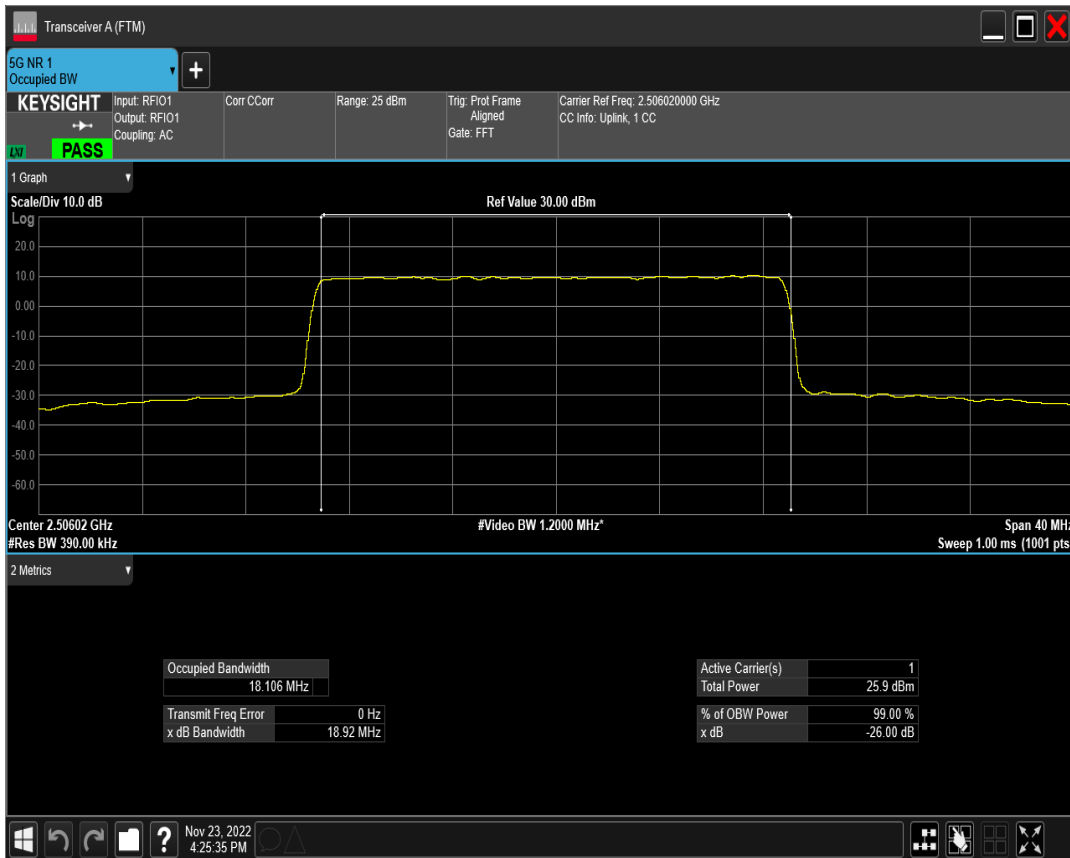 Transceiver A (FTM)
5G NR 1
Occupied BW
+
KEYSIGHT
LXI
PASS
Input: RFIO1
Output: RFIO1
Coupling: AC
Corr CCorr
Range: 25 dBm
Trig: Prot Frame
Aligned
Gate: FFT
Carrier Ref Freq: 2.506020000 GHz
CC Info: Uplink, 1 CC
1 Graph
Scale/Div 10.0 dB
Ref Value 30.00 dBm
Log
20.0
10.0
0.00
-10.0
-20.0
-30.0
-40.0
-50.0
-60.0
Center 2.50602 GHz
#Video BW 1.2000 MHz*
Span 40 MHz
#Res BW 390.00 kHz
Sweep 1.00 ms (1001 pts
2 Metrics
Occupied Bandwidth
18.106 MHz
Transmit Freq Error 0 Hz
x dB Bandwidth 18.92 MHz
Active Carrier(s) 1
Total Power 25.9 dBm
% of OBW Power 99.00 %
x dB -26.00 dB
?
Nov 23, 2022
4:25:35 PM